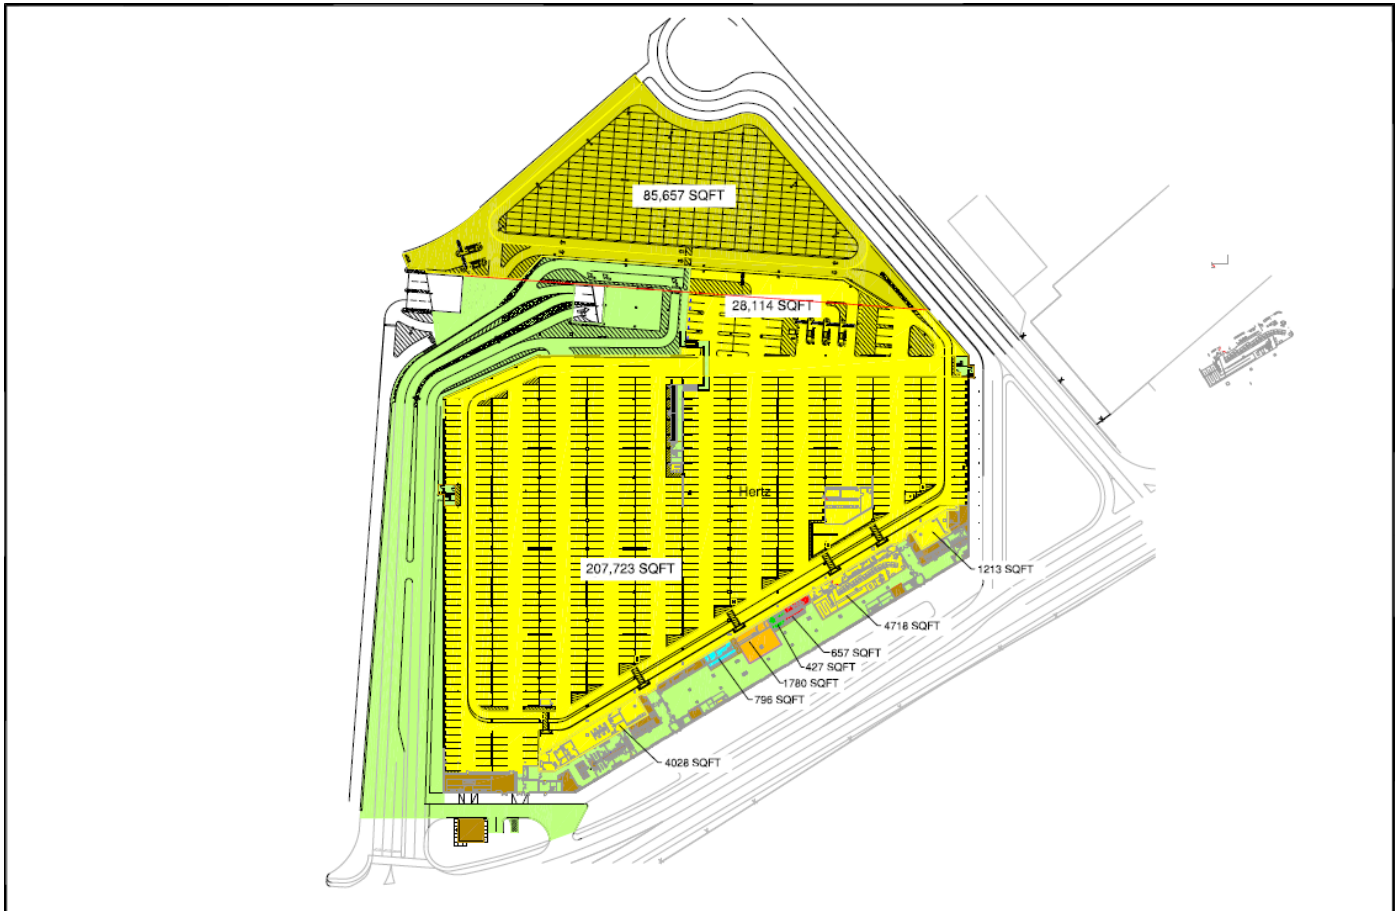 85,657 SQFT
28,114 SQFT
Hertz
207,723 SQFT
1213 SQFT
4718 SQFT
657 SQFT
427 SQFT
1780 SQFT
796 SQFT
4028 SQFT